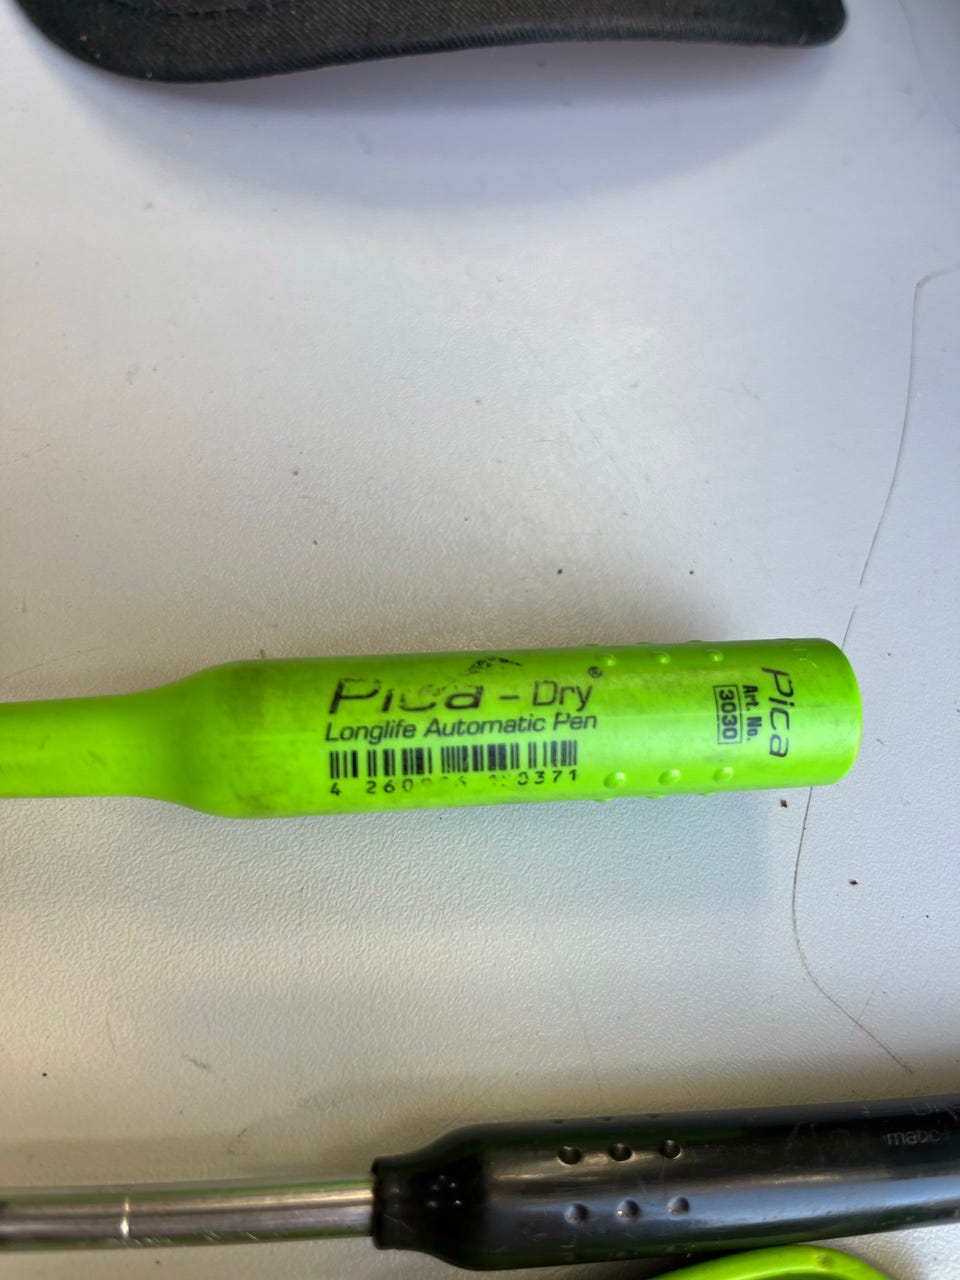 Pica - Dry®
Longlife Automatic Pen
Pica
Art. No.
3030